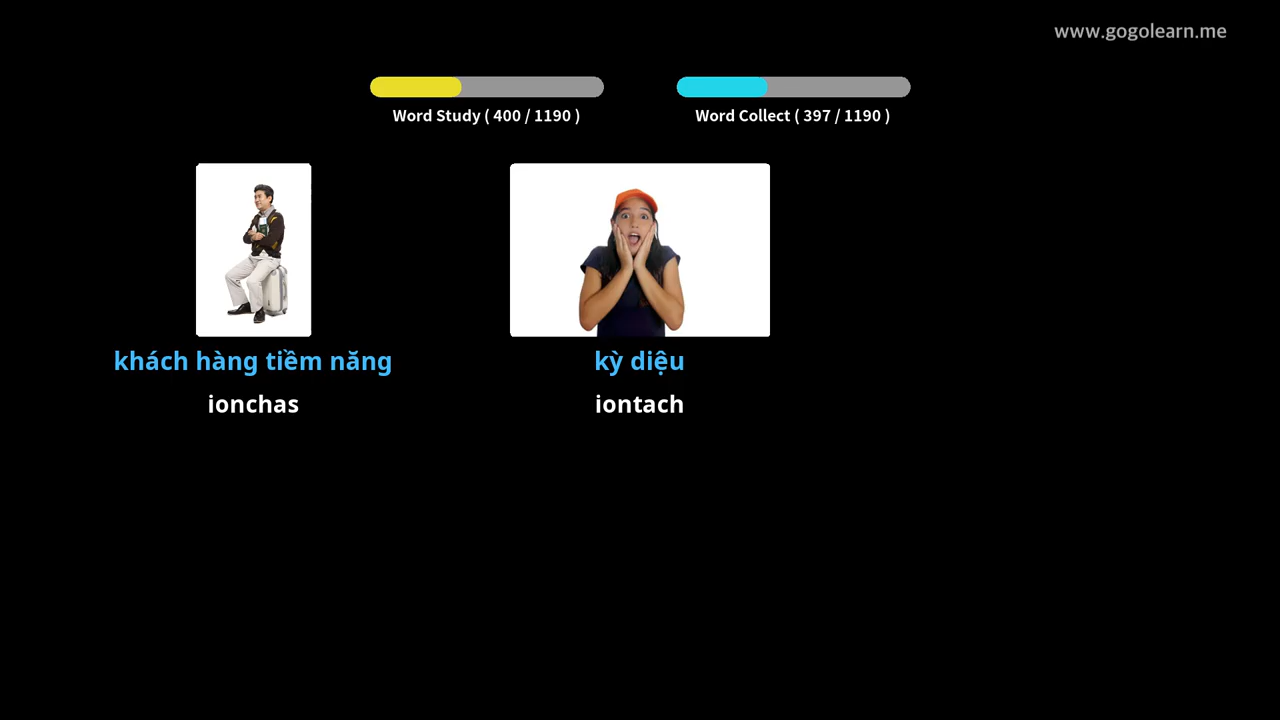 www.gogolearn.me
Word Study ( 400 / 1190 )
Word Collect ( 397 / 1190 )
khách hàng tiềm năng
ionchas
kỳ diệu
iontach